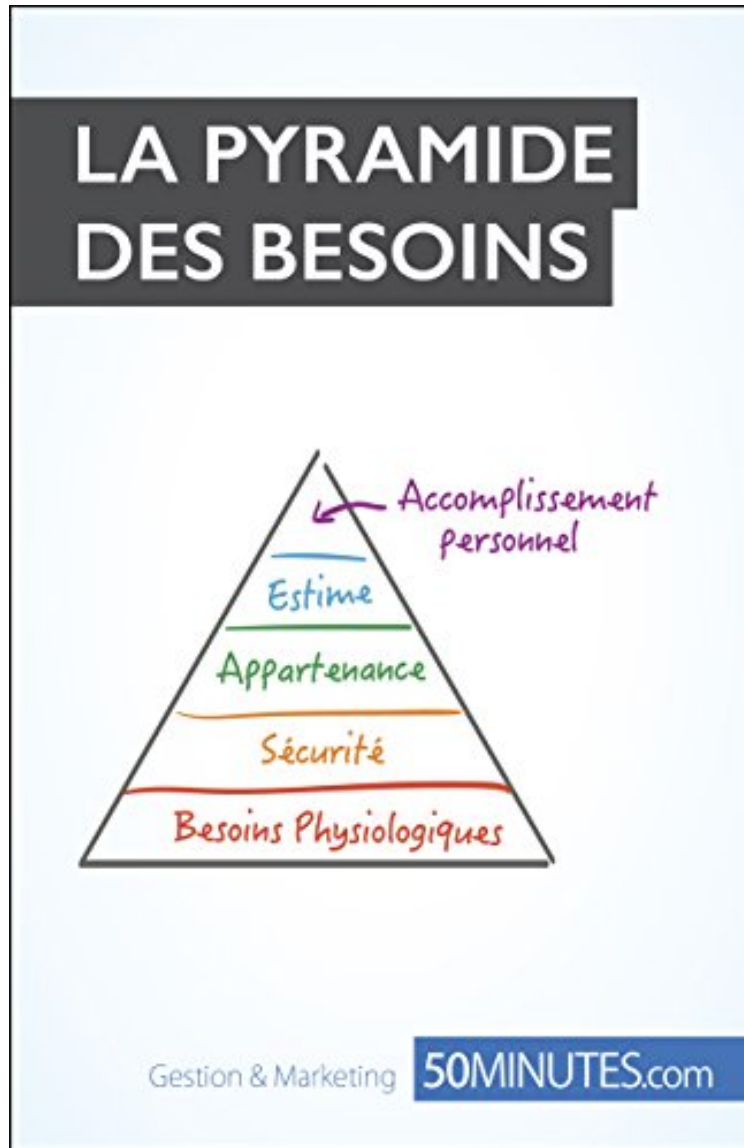 LA PYRAMIDE
DES BESOINS
Accomplissement
personnel
Estime
Appartenance
Sécurité
Besoins Physiologiques
Gestion & Marketing
50MINUTES.com